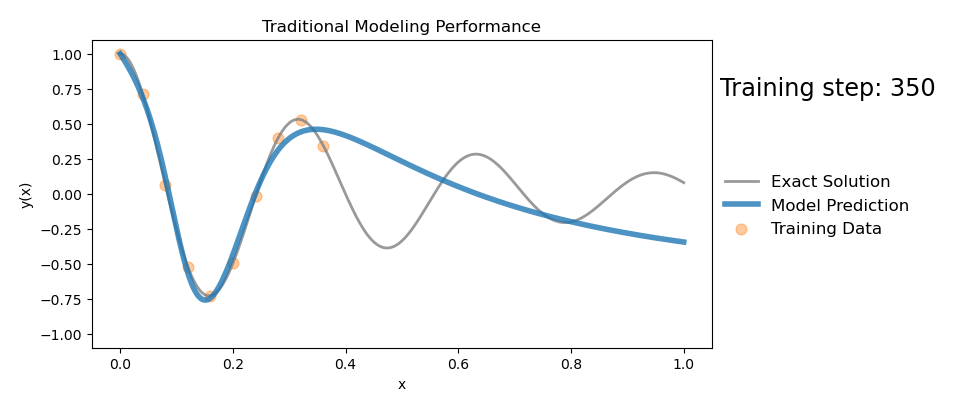 Traditional Modeling Performance
Training step: 350
1.00
0.75
0.50
0.25
0.00
−0.25
−0.50
−0.75
−1.00
y(x)
Exact Solution
Model Prediction
Training Data
0.0 0.2 0.4 0.6 0.8 1.0
x